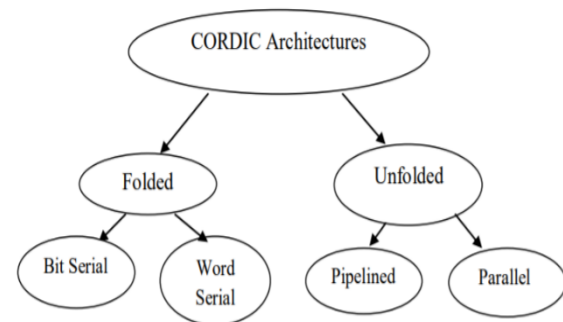 CORDIC Architectures
Folded
Unfolded
Bit Serial
Word
Serial
Pipelined
Parallel